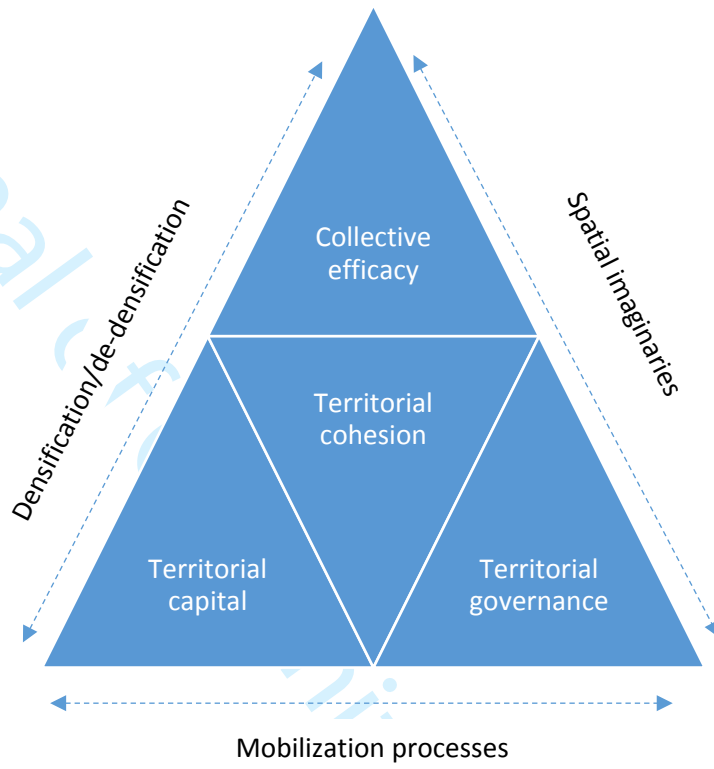 Collective
efficacy
Densification/de-densification
Spatial imaginaries
Territorial
cohesion
Territorial
capital
Territorial
governance
Mobilization processes